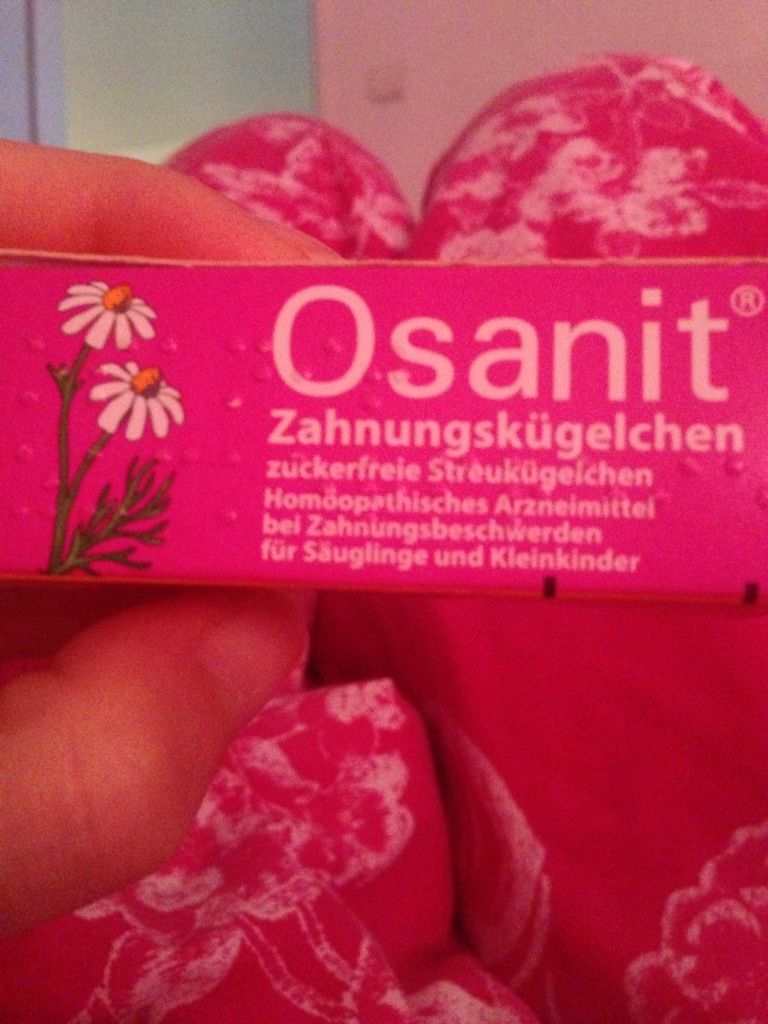 Osanit®
Zahnungskügelchen
zuckerfreie Streukügelchen
Homöopathisches Arzneimittel
bei Zahnungsbeschwerden
für Säuglinge und Kleinkinder